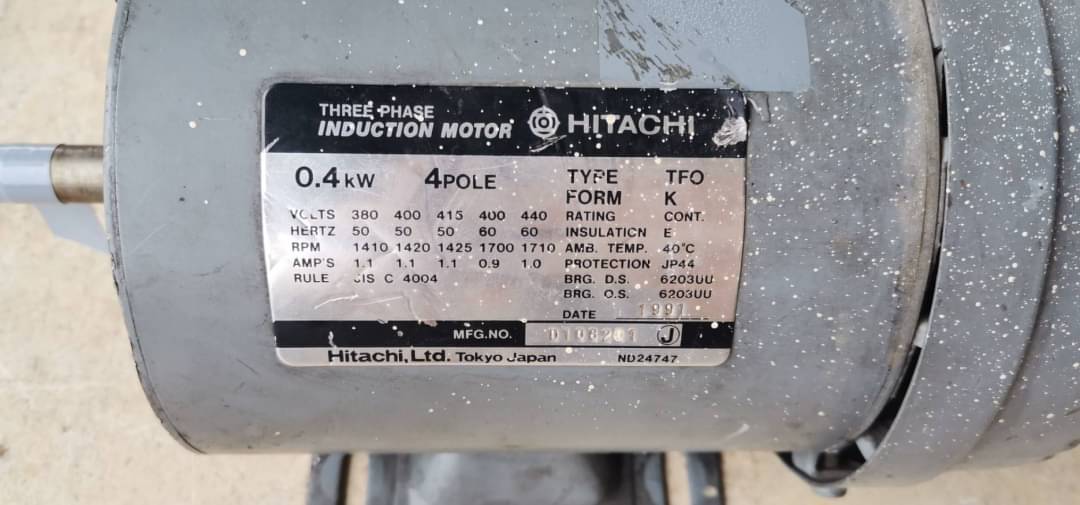 THREE PHASE
INDUCTION MOTOR HITACHI
0.4 kW 4 POLE
TYPE TFO
FORM K
VOLTS 380 400 415 400 440
HERTZ 50 50 50 60 60
RPM 1410 1420 1425 1700 1710
AMP'S 1.1 1.1 1.1 0.9 1.0
RULE JIS C 4004
RATING CONT.
INSULATION E
AMB. TEMP. 40°C
PROTECTION JP44
BRG. D.S. 6203UU
BRG. O.S. 6203UU
DATE 1991
MFG.NO. J
Hitachi, Ltd. Tokyo Japan ND24747